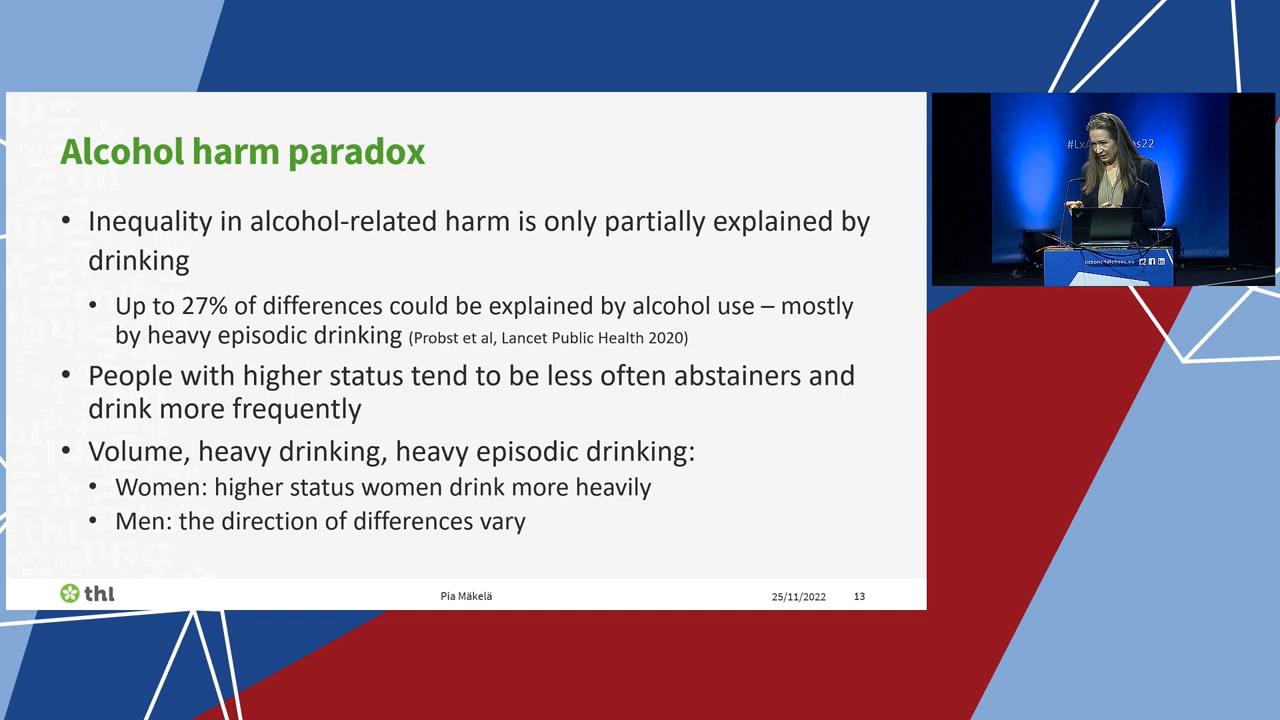 Alcohol harm paradox
• Inequality in alcohol-related harm is only partially explained by
drinking
• Up to 27% of differences could be explained by alcohol use – mostly
by heavy episodic drinking (Probst et al, Lancet Public Health 2020)
• People with higher status tend to be less often abstainers and
drink more frequently
• Volume, heavy drinking, heavy episodic drinking:
• Women: higher status women drink more heavily
• Men: the direction of differences vary
thl
Pia Mäkelä
25/11/2022
13